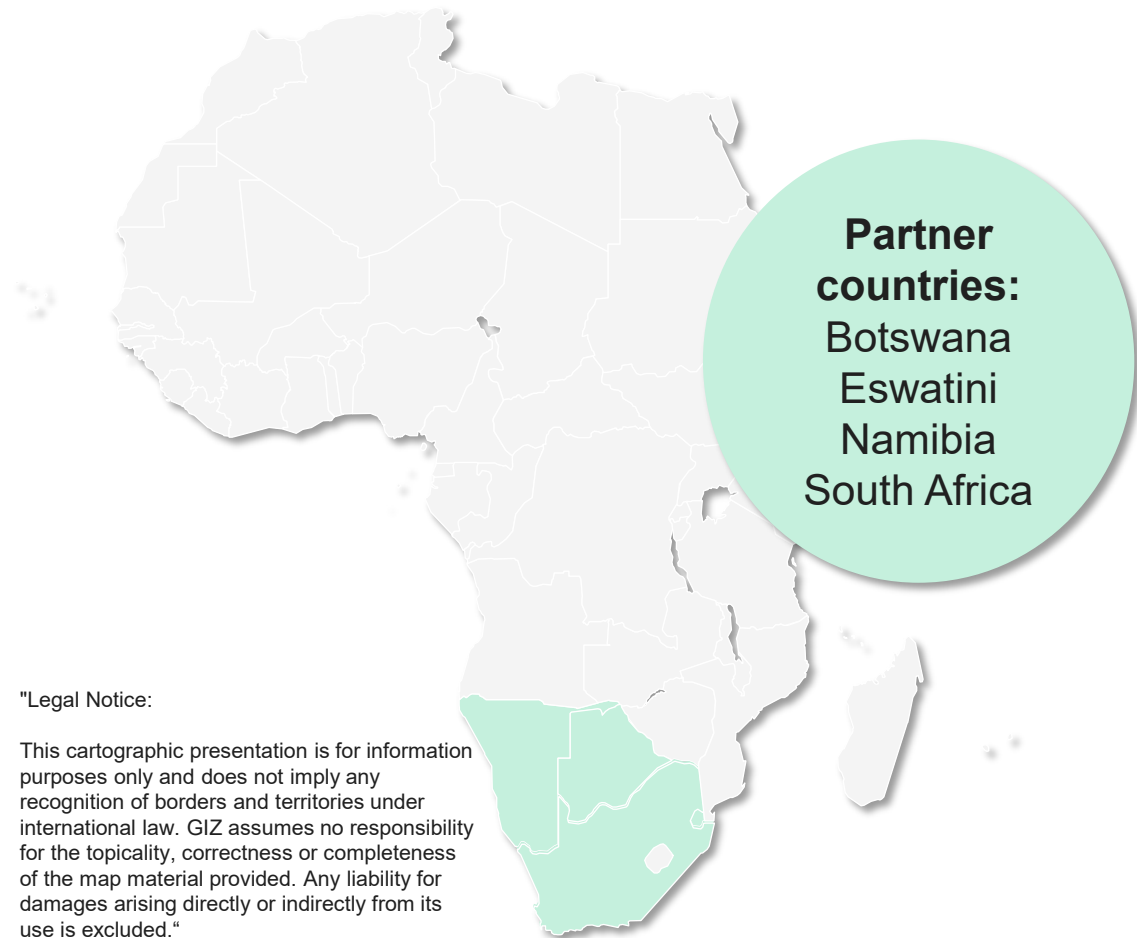 Partner
countries:
Botswana
Eswatini
Namibia
South Africa
"Legal Notice:
This cartographic presentation is for information
purposes only and does not imply any
recognition of borders and territories under
international law. GIZ assumes no responsibility
for the topicality, correctness or completeness
of the map material provided. Any liability for
damages arising directly or indirectly from its
use is excluded.“